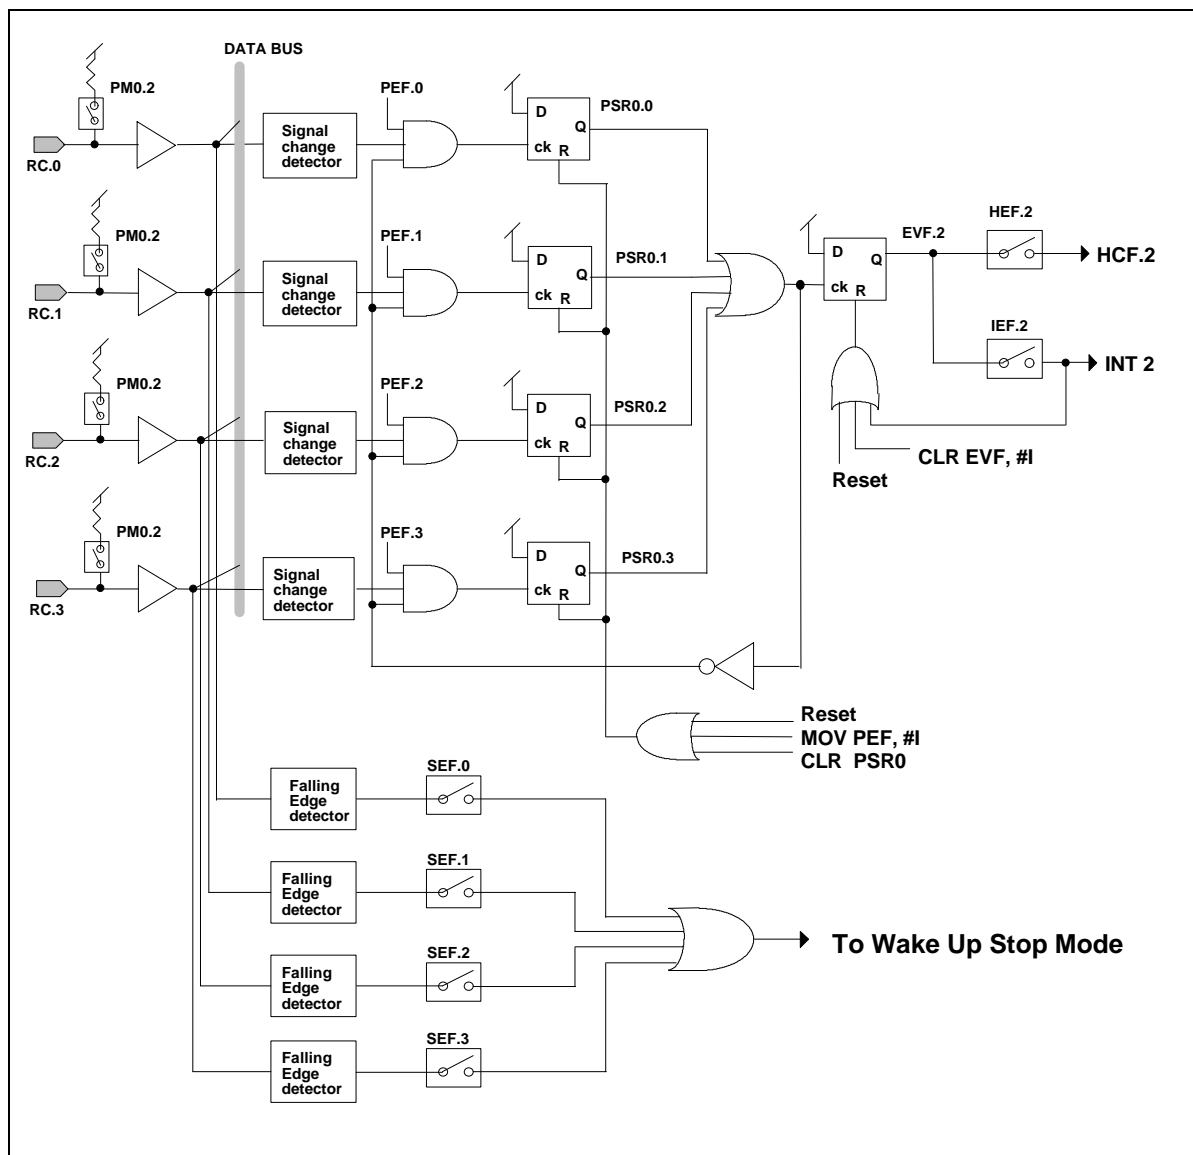 DATA BUS
PM0.2
RC.0
Signal
change
detector
PEF.0
D
Q
ck
R
PSR0.0
PM0.2
RC.1
Signal
change
detector
PEF.1
D
Q
ck
R
PSR0.1
D
Q
ck
R
EVF.2
HEF.2
HCF.2
IEF.2
INT 2
CLR EVF, #I
Reset
PM0.2
RC.2
Signal
change
detector
PEF.2
D
Q
ck
R
PSR0.2
PM0.2
RC.3
Signal
change
detector
PEF.3
D
Q
ck
R
PSR0.3
Reset
MOV PEF, #I
CLR PSR0
Falling
Edge
detector
SEF.0
Falling
Edge
detector
SEF.1
Falling
Edge
detector
SEF.2
Falling
Edge
detector
SEF.3
To Wake Up Stop Mode